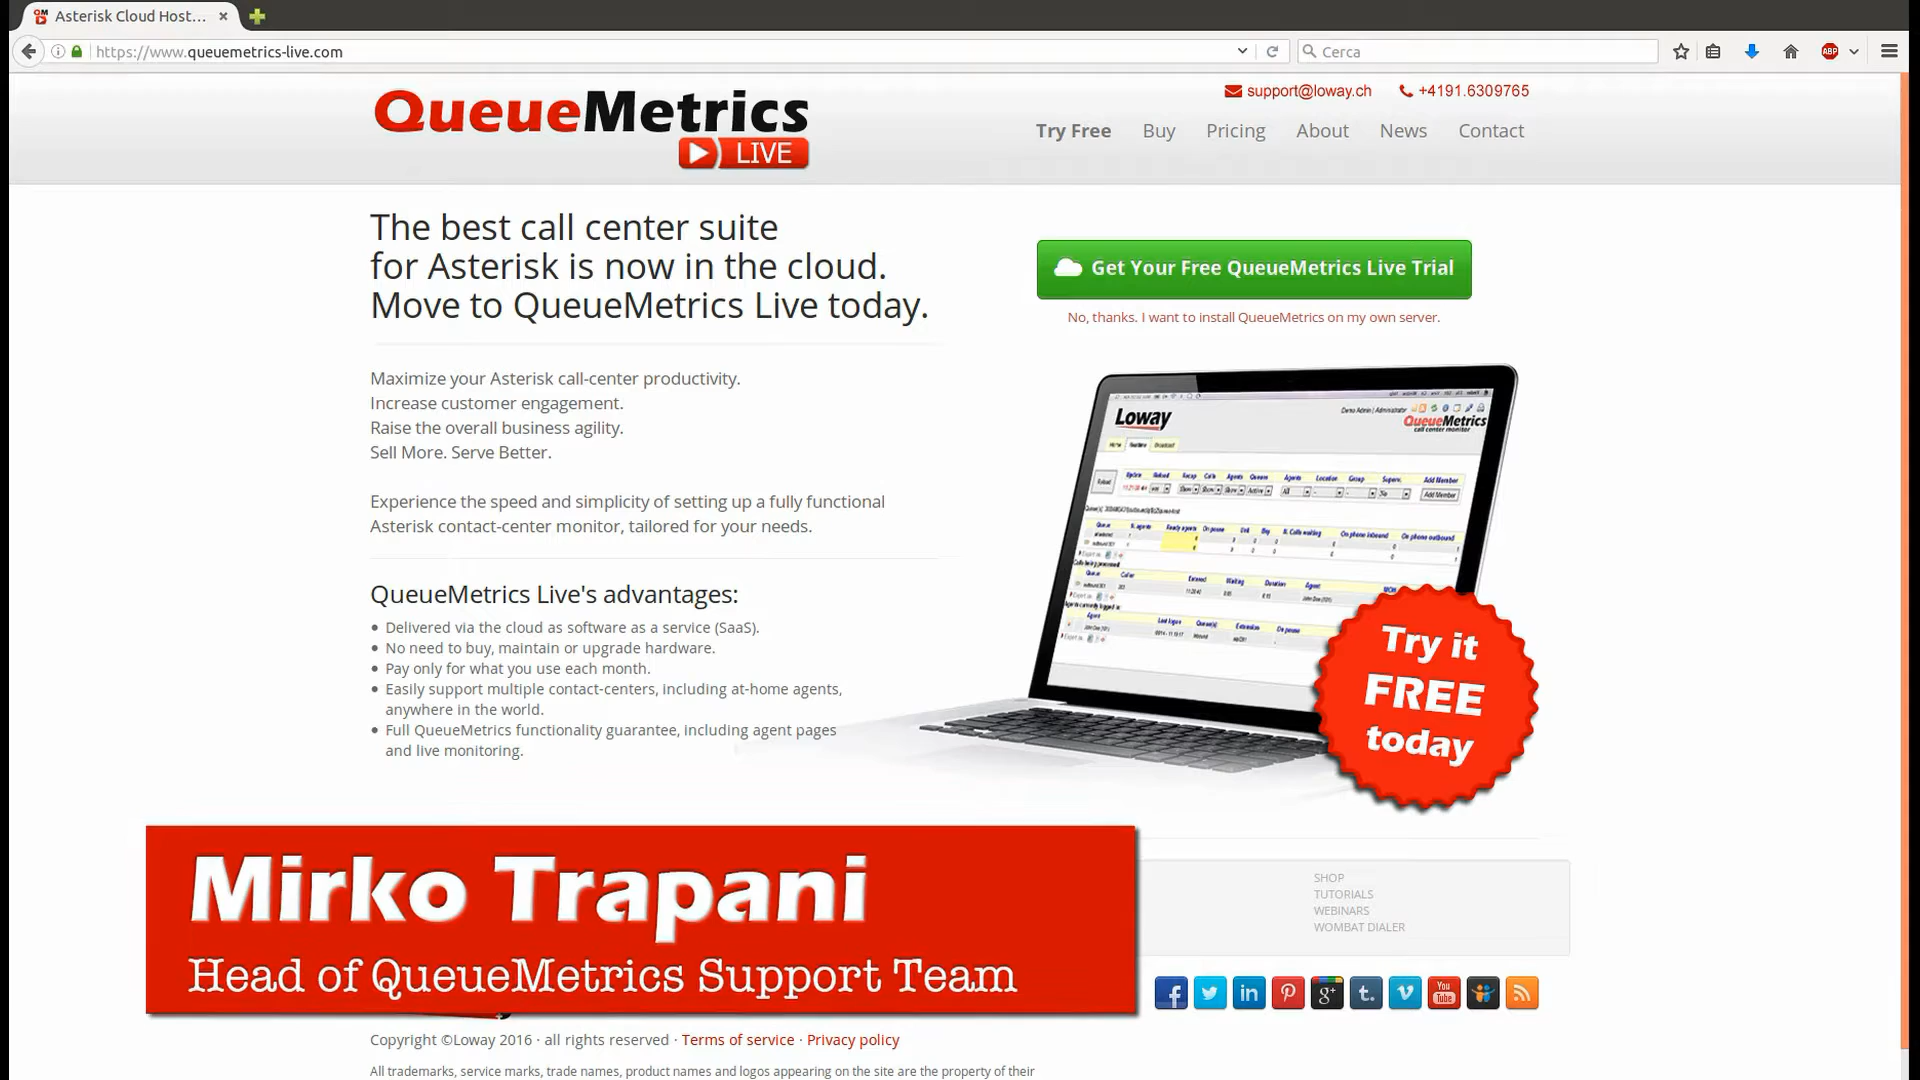 Asterisk Cloud Host...
https://www.queuemetrics-live.com
Cerca
ABP
QueueMetrics
LIVE
support@loway.ch
+4191.6309765
Try Free
Buy
Pricing
About
News
Contact
The best call center suite
for Asterisk is now in the cloud.
Move to QueueMetrics Live today.
Get Your Free QueueMetrics Live Trial
No, thanks. I want to install QueueMetrics on my own server.
Maximize your Asterisk call-center productivity.
Increase customer engagement.
Raise the overall business agility.
Sell More. Serve Better.
Experience the speed and simplicity of setting up a fully functional
Asterisk contact-center monitor, tailored for your needs.
Loway
Demo Admin | Administrator
QueueMetrics
call center monitor
QueueMetrics Live's advantages:
• Delivered via the cloud as software as a service (SaaS).
• No need to buy, maintain or upgrade hardware.
• Pay only for what you use each month.
• Easily support multiple contact-centers, including at-home agents,
anywhere in the world.
• Full QueueMetrics functionality guarantee, including agent pages
and live monitoring.
Try it
FREE
today
Mirko Trapani
Head of QueueMetrics Support Team
SHOP
TUTORIALS
WEBINARS
WOMBAT DIALER
Copyright ©Loway 2016 · all rights reserved · Terms of service · Privacy policy
All trademarks, service marks, trade names, product names and logos appearing on the site are the property of their